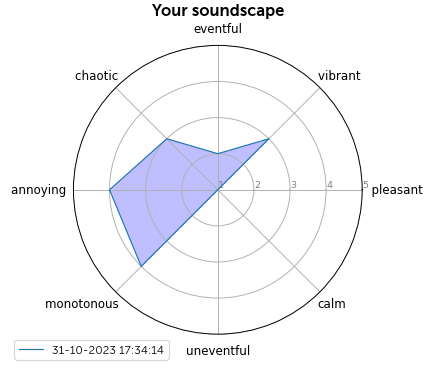 Your soundscape
eventful
chaotic
vibrant
annoying
1
2
3
4
5
pleasant
monotonous
calm
uneventful
31-10-2023 17:34:14